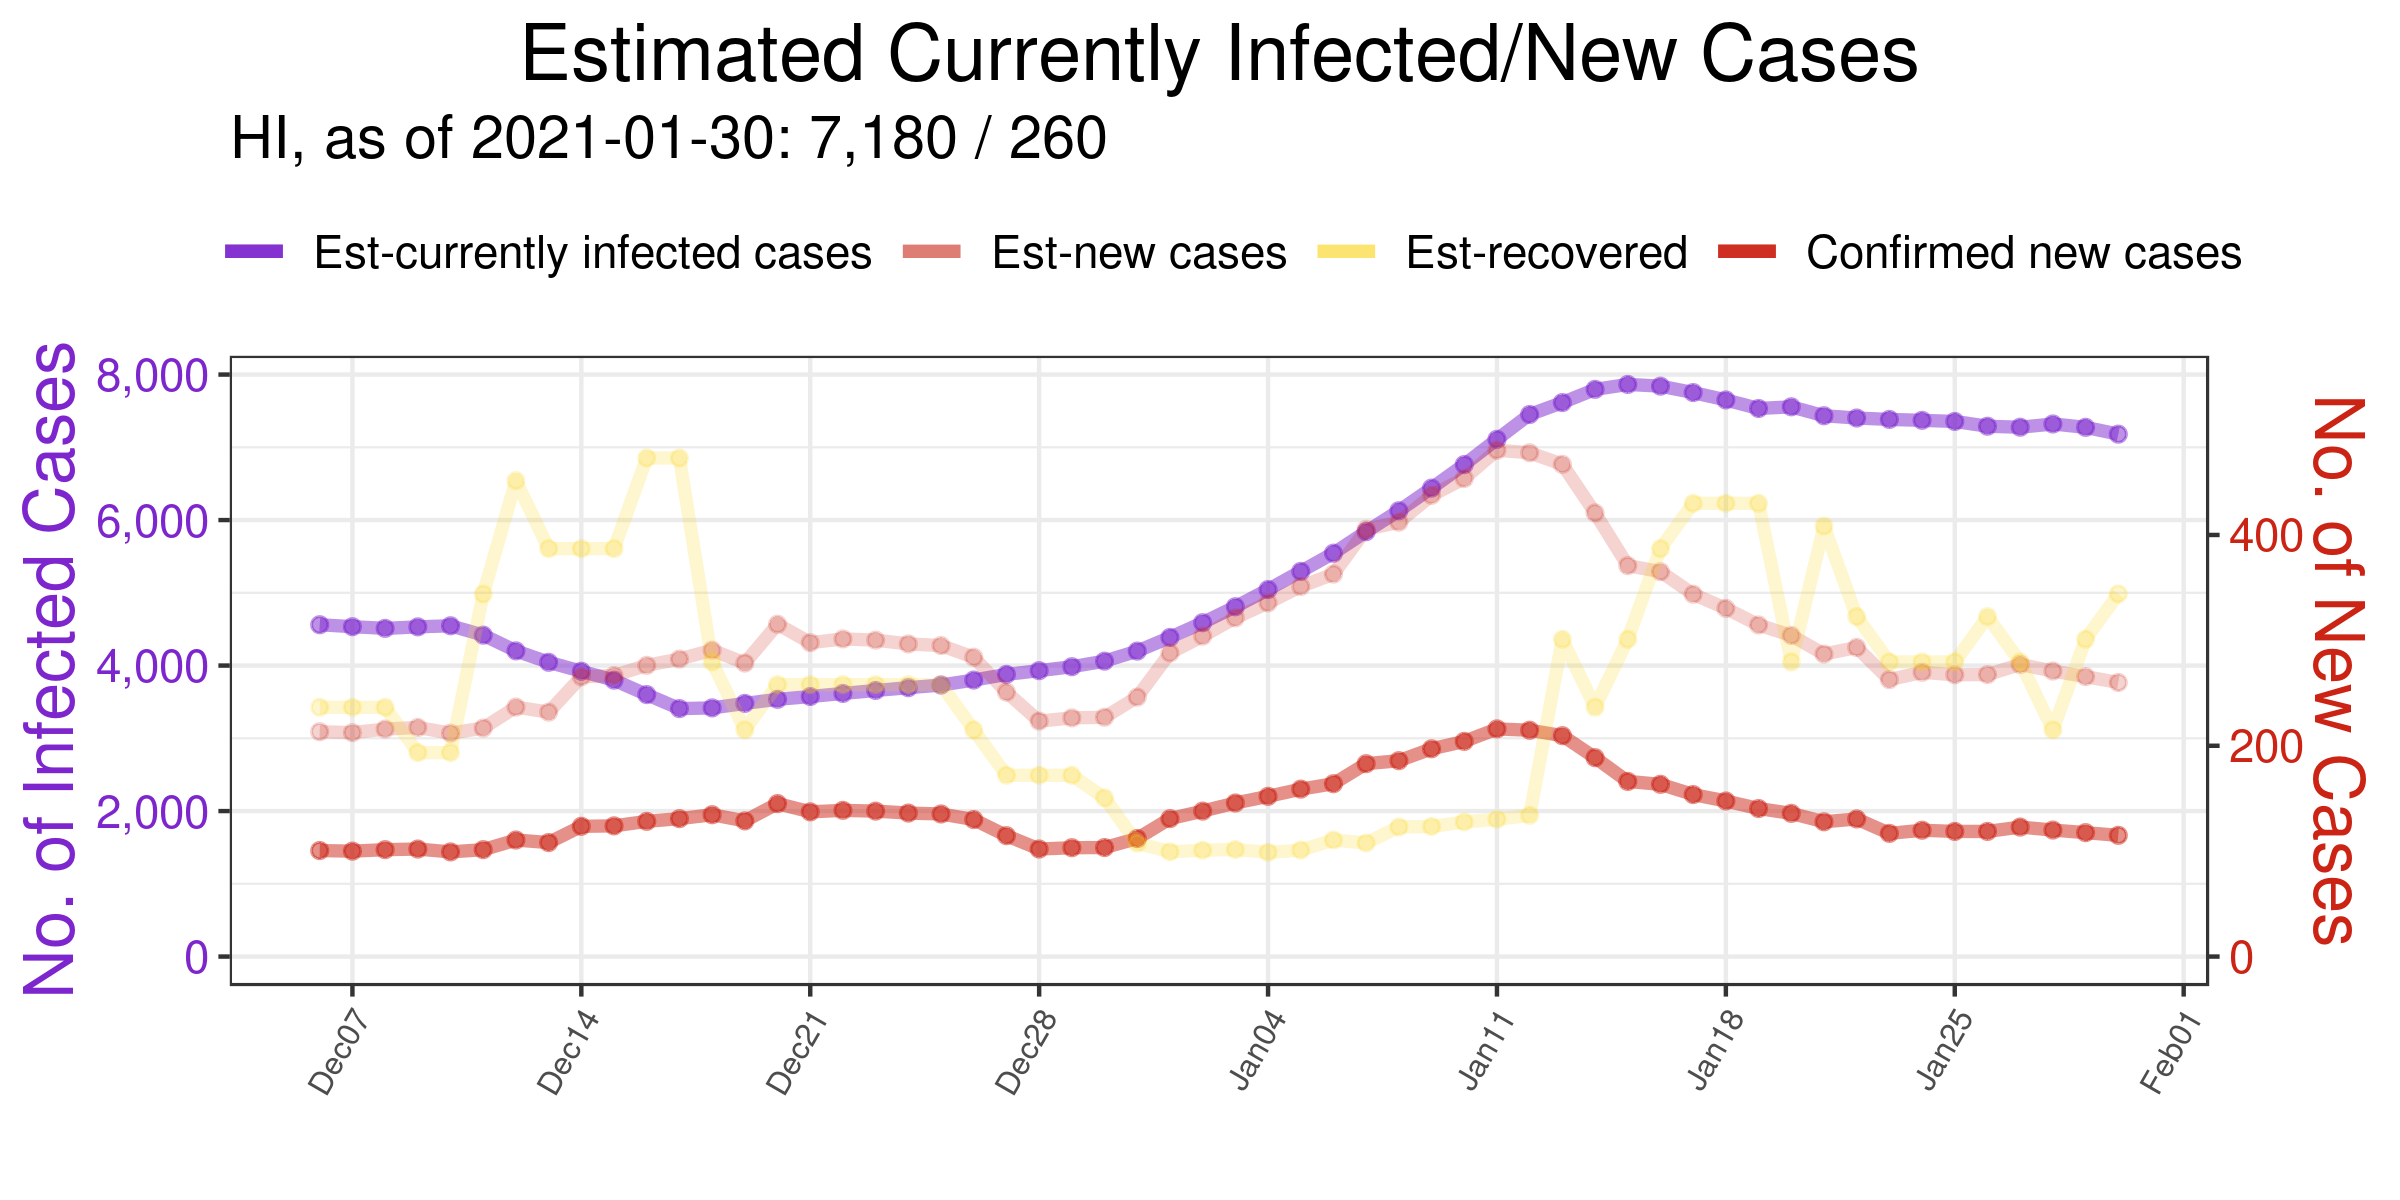 Estimated Currently Infected/New Cases
HI, as of 2021-01-30: 7,180 / 260
Est-currently infected cases Est-new cases Est-recovered Confirmed new cases
No. of Infected Cases
8,000
6,000
4,000
2,000
0
400
200
0
No. of New Cases
Dec07 Dec14 Dec21 Dec28 Jan04 Jan11 Jan18 Jan25 Feb01